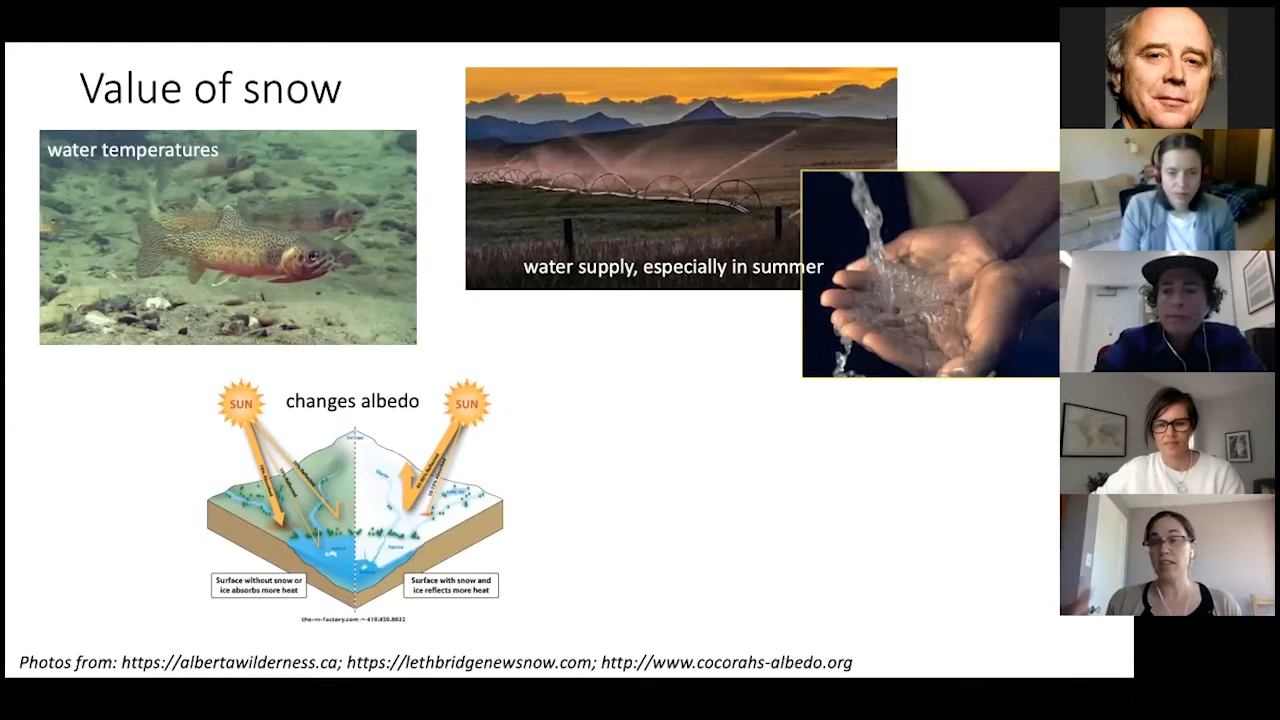 Value of snow
water temperatures
water supply, especially in summer
SUN
changes albedo
SUN
Surface without snow or
ice absorbs more heat
Surface with snow and
ice reflects more heat
Photos from: https://albertawilderness.ca; https://lethbridgenewsnow.com; http://www.cocorahs-albedo.org